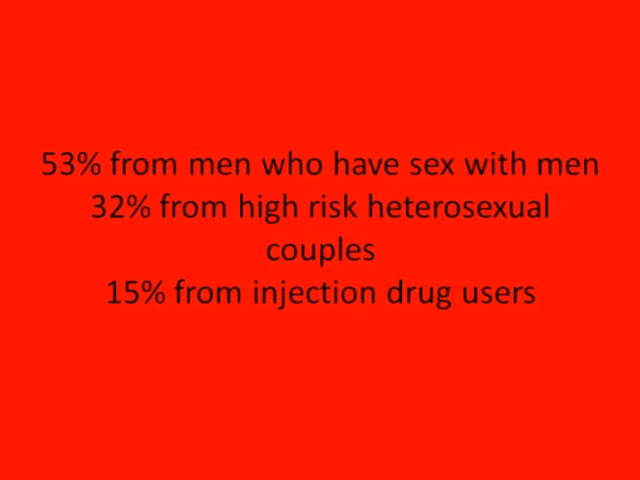 53% from men who have sex with men
32% from high risk heterosexual
couples
15% from injection drug users